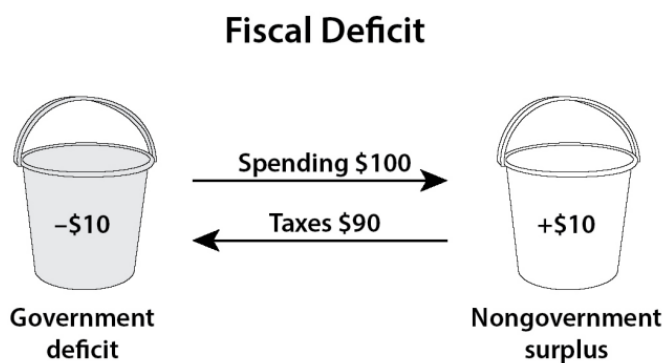 Fiscal Deficit
Spending $100
–$10
Taxes $90
+$10
Government
deficit
Nongovernment
surplus